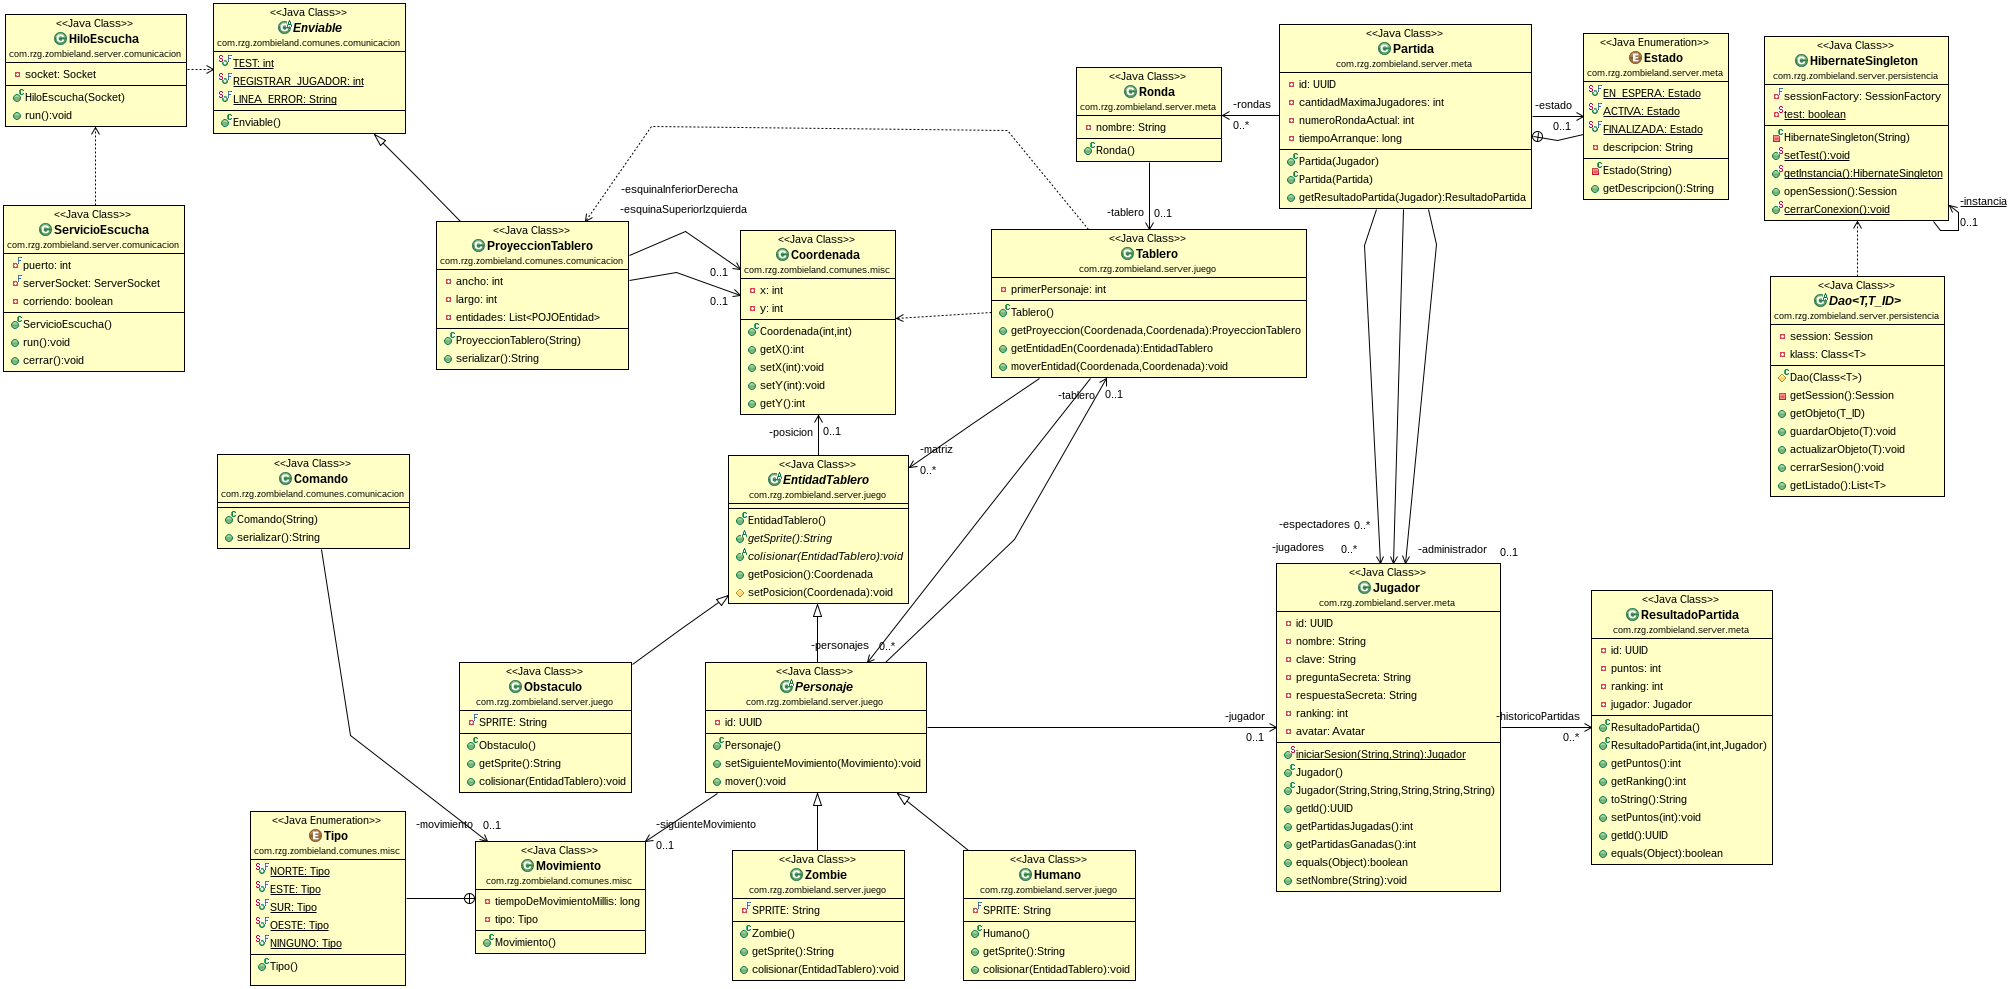 <<Java Class>>
HiloEscucha
com.rzg.zombieland.server.comunicacion
socket: Socket
HiloEscucha(Socket)
run():void
<<Java Class>>
Enviable
com.rzg.zombieland.comunes.comunicacion
TEST: int
REGISTRAR_JUGADOR: int
LINEA_ERROR: String
Enviable()
<<Java Class>>
Ronda
com.rzg.zombieland.server.meta
nombre: String
Ronda()
-rondas
0..*
<<Java Class>>
Partida
com.rzg.zombieland.server.meta
id: UUID
cantidadMaximaJugadores: int
numeroRondaActual: int
tiempoArranque: long
Partida(Jugador)
Partida(Partida)
getResultadoPartida(Jugador):ResultadoPartida
-estado
0..1
<<Java Enumeration>>
Estado
com.rzg.zombieland.server.meta
EN_ESPERA: Estado
ACTIVA: Estado
FINALIZADA: Estado
descripcion: String
Estado(String)
getDescripcion():String
<<Java Class>>
HibernateSingleton
com.rzg.zombieland.server.persistencia
sessionFactory: SessionFactory
test: boolean
HibernateSingleton(String)
setTest():void
getInstancia():HibernateSingleton
openSession():Session
cerrarConexion():void
-instancia
0..1
<<Java Class>>
ServicioEscucha
com.rzg.zombieland.server.comunicacion
puerto: int
serverSocket: ServerSocket
corriendo: boolean
ServicioEscucha()
run():void
cerrar():void
<<Java Class>>
ProyeccionTablero
com.rzg.zombieland.comunes.comunicacion
ancho: int
largo: int
entidades: List<POJOEntidad>
ProyeccionTablero(String)
serializar():String
-esquinaInferiorDerecha
-esquinaSuperiorIzquierda
0..1
0..1
<<Java Class>>
Coordenada
com.rzg.zombieland.comunes.misc
x: int
y: int
Coordenada(int,int)
getX():int
setX(int):void
setY(int):void
getY():int
-tablero
0..1
<<Java Class>>
Tablero
com.rzg.zombieland.server.juego
primerPersonaje: int
Tablero()
getProyeccion(Coordenada,Coordenada):ProyeccionTablero
getEntidadEn(Coordenada):EntidadTablero
moverEntidad(Coordenada,Coordenada):void
<<Java Class>>
Dao<T,T_ID>
com.rzg.zombieland.server.persistencia
session: Session
klass: Class<T>
Dao(Class<T>)
getSession():Session
getObjeto(T_ID)
guardarObjeto(T):void
actualizarObjeto(T):void
cerrarSesion():void
getListado():List<T>
-tablero
0..1
-posicion
0..1
-matriz
0..*
<<Java Class>>
Comando
com.rzg.zombieland.comunes.comunicacion
Comando(String)
serializar():String
<<Java Class>>
EntidadTablero
com.rzg.zombieland.server.juego
EntidadTablero()
getSprite():String
colisionar(EntidadTablero):void
getPosicion():Coordenada
setPosicion(Coordenada):void
-espectadores
0..*
-jugadores
0..*
-administrador
0..1
<<Java Class>>
Jugador
com.rzg.zombieland.server.meta
id: UUID
nombre: String
clave: String
preguntaSecreta: String
respuestaSecreta: String
ranking: int
avatar: Avatar
iniciarSesion(String,String):Jugador
Jugador()
Jugador(String,String,String,String,String)
getId():UUID
getPartidasJugadas():int
getPartidasGanadas():int
equals(Object):boolean
setNombre(String):void
-historicoPartidas
0..*
<<Java Class>>
ResultadoPartida
com.rzg.zombieland.server.meta
id: UUID
puntos: int
ranking: int
jugador: Jugador
ResultadoPartida()
ResultadoPartida(int,int,Jugador)
getPuntos():int
getRanking():int
toString():String
setPuntos(int):void
getId():UUID
equals(Object):boolean
<<Java Class>>
Obstaculo
com.rzg.zombieland.server.juego
SPRITE: String
Obstaculo()
getSprite():String
colisionar(EntidadTablero):void
-personajes
0..*
<<Java Class>>
Personaje
com.rzg.zombieland.server.juego
id: UUID
Personaje()
setSiguienteMovimiento(Movimiento):void
mover():void
-jugador
0..1
-movimiento
0..1
-siguienteMovimiento
0..1
<<Java Enumeration>>
Tipo
com.rzg.zombieland.comunes.misc
NORTE: Tipo
ESTE: Tipo
SUR: Tipo
OESTE: Tipo
NINGUNO: Tipo
Tipo()
<<Java Class>>
Movimiento
com.rzg.zombieland.comunes.misc
tiempoDeMovimientoMillis: long
tipo: Tipo
Movimiento()
<<Java Class>>
Zombie
com.rzg.zombieland.server.juego
SPRITE: String
Zombie()
getSprite():String
colisionar(EntidadTablero):void
<<Java Class>>
Humano
com.rzg.zombieland.server.juego
SPRITE: String
Humano()
getSprite():String
colisionar(EntidadTablero):void